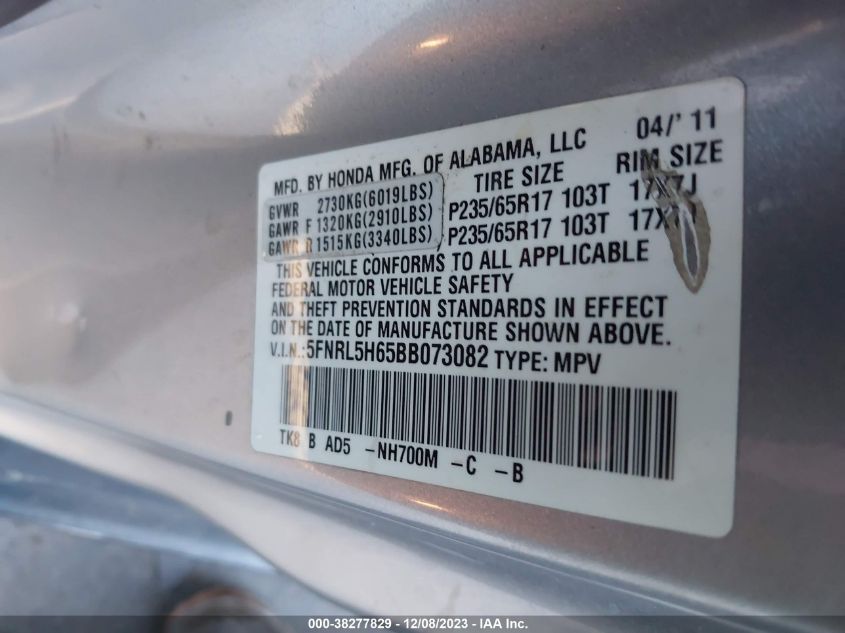 MFD. BY HONDA MFG. OF ALABAMA, LLC 04/' 11
TIRE SIZE RIM SIZE
GVWR 2730KG(6019LBS)
GAWR F 1320KG(2910LBS) P235/65R17 103T 17X7J
GAWR R 1515KG(3340LBS) P235/65R17 103T 17X7J
THIS VEHICLE CONFORMS TO ALL APPLICABLE
FEDERAL MOTOR VEHICLE SAFETY
AND THEFT PREVENTION STANDARDS IN EFFECT
ON THE DATE OF MANUFACTURE SHOWN ABOVE.
V.I.N.:5FNRL5H65BB073082 TYPE: MPV
TK8 B AD5 -NH700M -C -B
000-38277829 - 12/08/2023 - IAA Inc.